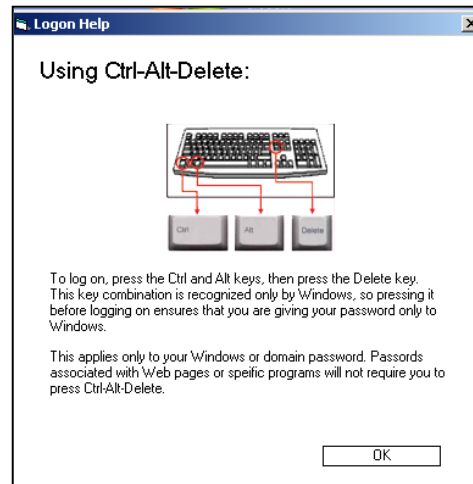 Logon Help
Using Ctrl-Alt-Delete:
Ctrl Alt Delete
To log on, press the Ctrl and Alt keys, then press the Delete key.
This key combination is recognized only by Windows, so pressing it
before logging on ensures that you are giving your password only to
Windows.
This applies only to your Windows or domain password. Passords
associated with Web pages or speific programs will not require you to
press Ctrl-Alt-Delete.
OK